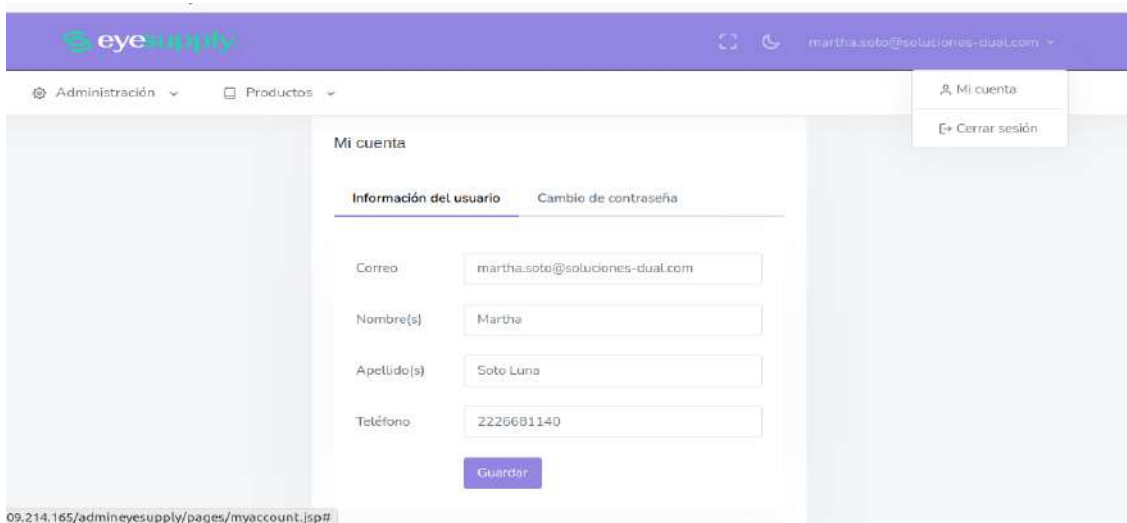 eyesupply.
martha.soto@soluciones-dual.com
Administración
Productos
Mi cuenta
Cerrar sesión
Mi cuenta
Información del usuario
Cambio de contraseña
Correo
martha.soto@soluciones-dual.com
Nombre(s)
Martha
Apellido(s)
Soto Luna
Teléfono
2226681140
Guardar
09.214.165/admineyesupply/pages/myaccount.jsp#